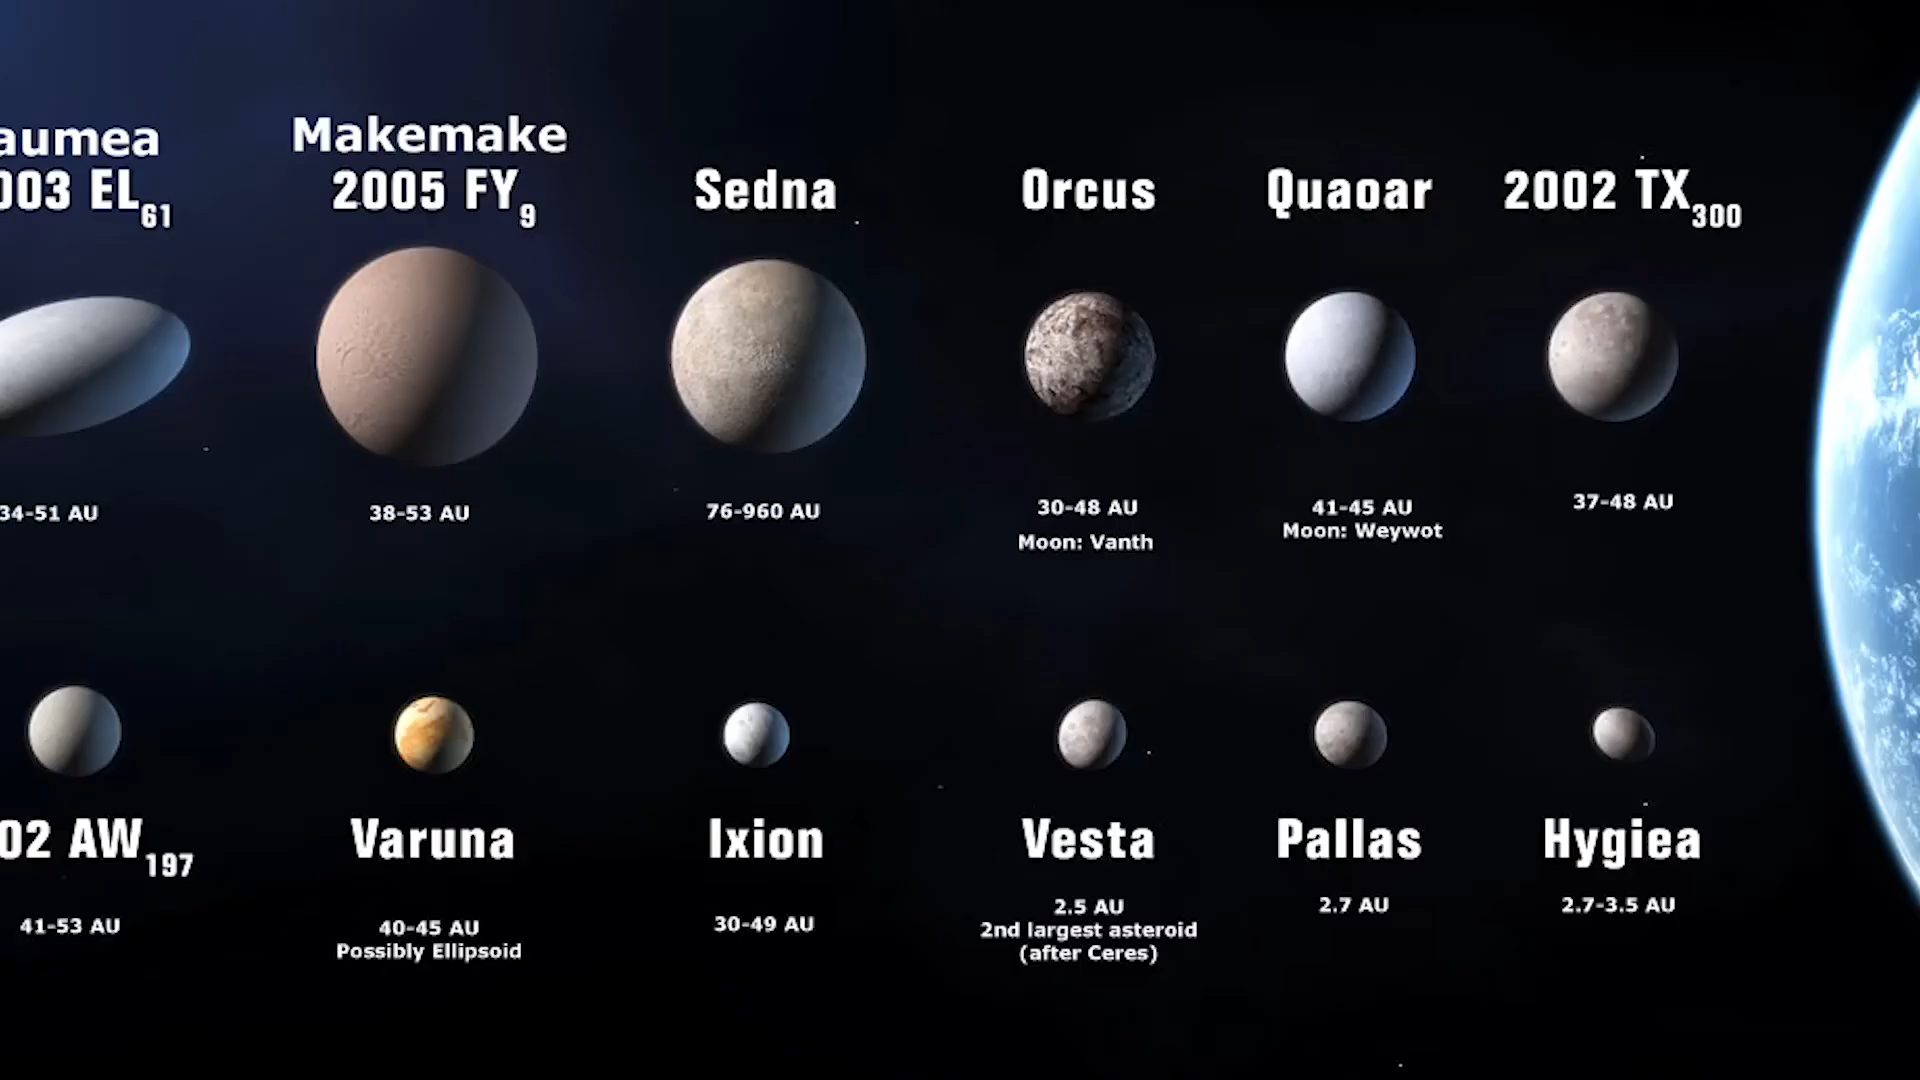 aumea
003 EL61
34-51 AU
Makemake
2005 FY9
38-53 AU
Sedna
76-960 AU
Orcus
30-48 AU
Moon: Vanth
Quaoar
41-45 AU
Moon: Weywot
2002 TX300
37-48 AU
02 AW197
41-53 AU
Varuna
40-45 AU
Possibly Ellipsoid
Ixion
30-49 AU
Vesta
2.5 AU
2nd largest asteroid
(after Ceres)
Pallas
2.7 AU
Hygiea
2.7-3.5 AU